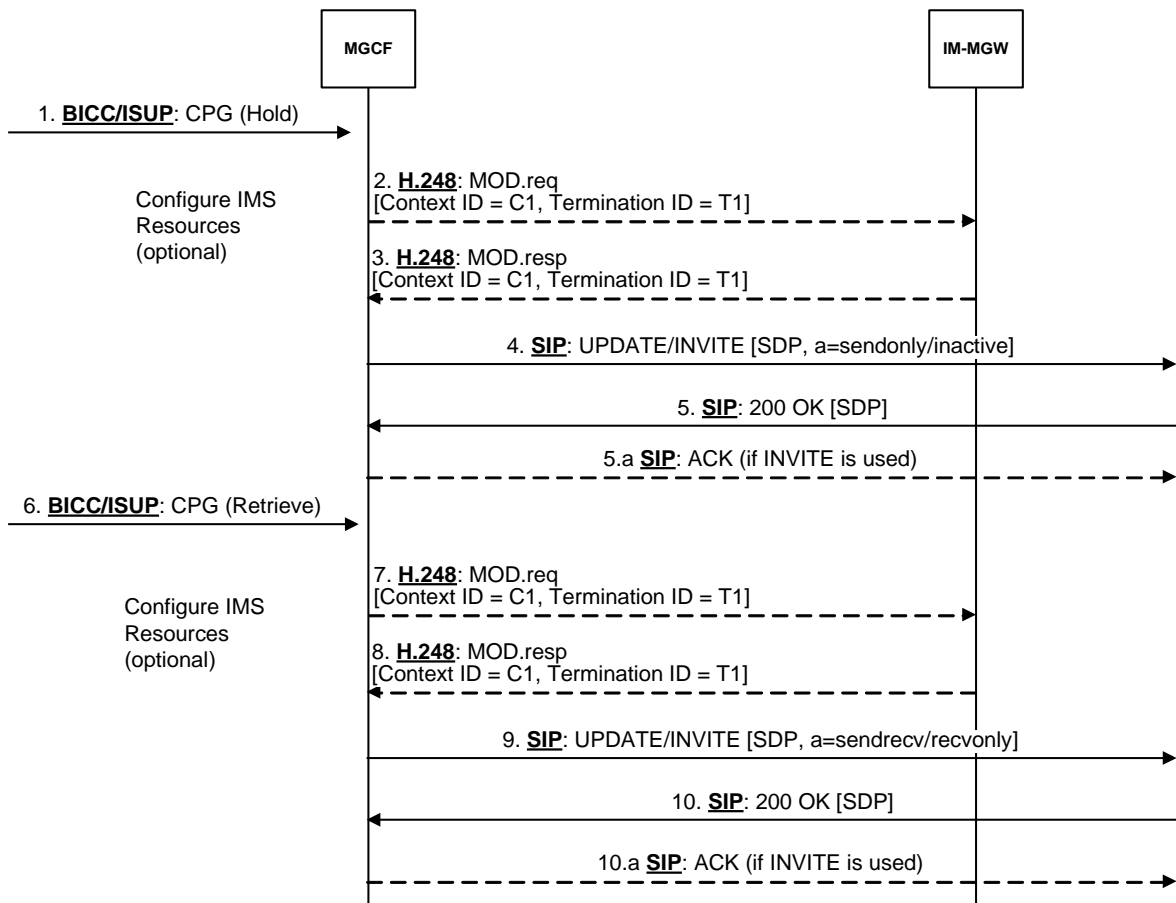 MGCF
IM-MGW
1. BICC/ISUP: CPG (Hold)
Configure IMS
Resources
(optional)
2. H.248: MOD.req
[Context ID = C1, Termination ID = T1]
3. H.248: MOD.resp
[Context ID = C1, Termination ID = T1]
4. SIP: UPDATE/INVITE [SDP, a=sendonly/inactive]
5. SIP: 200 OK [SDP]
5.a SIP: ACK (if INVITE is used)
6. BICC/ISUP: CPG (Retrieve)
Configure IMS
Resources
(optional)
7. H.248: MOD.req
[Context ID = C1, Termination ID = T1]
8. H.248: MOD.resp
[Context ID = C1, Termination ID = T1]
9. SIP: UPDATE/INVITE [SDP, a=sendrecv/recvonly]
10. SIP: 200 OK [SDP]
10.a SIP: ACK (if INVITE is used)